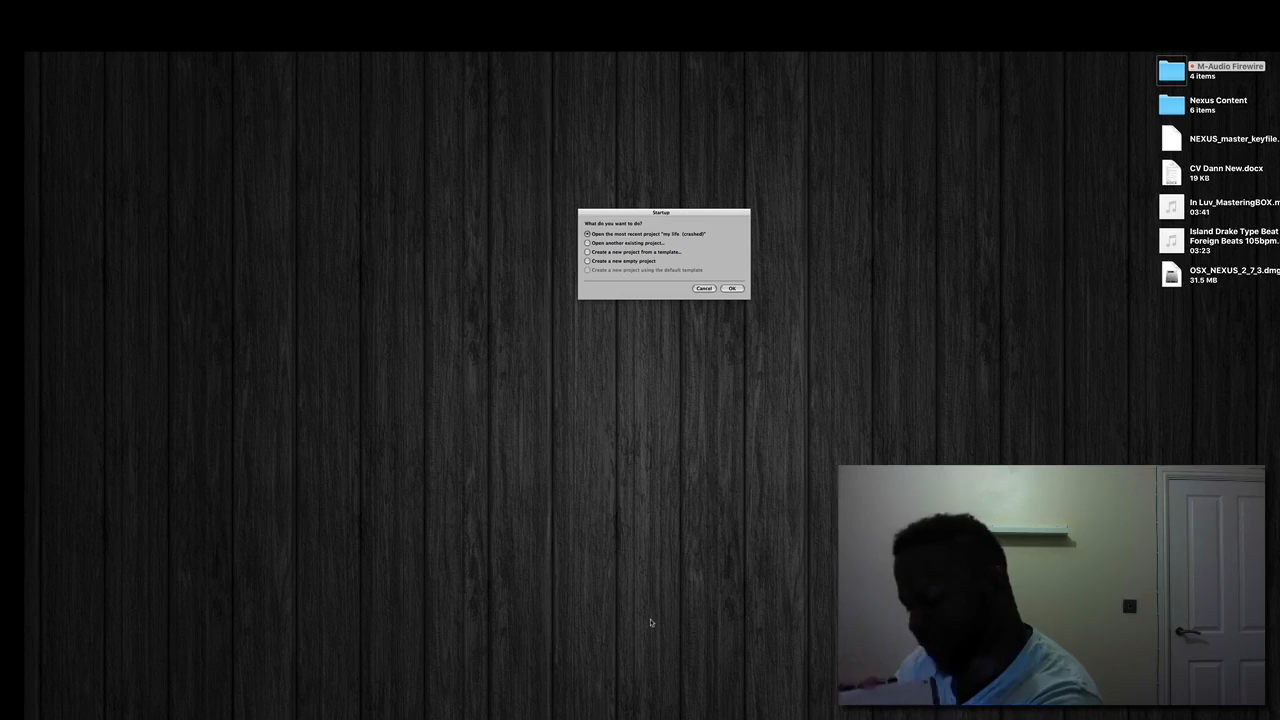 Startup
What do you want to do?
Open the most recent project "my life (crashed)"
Open another existing project...
Create a new project from a template...
Create a new empty project
Create a new project using the default template
Cancel
OK
M-Audio Firewire
4 items
Nexus Content
6 items
NEXUS_master_keyfile.
CV Dann New.docx
19 KB
In Luv_MasteringBOX.m
03:41
Island Drake Type Beat
Foreign Beats 105bpm.
03:23
OSX_NEXUS_2_7_3.dmg
31.5 MB